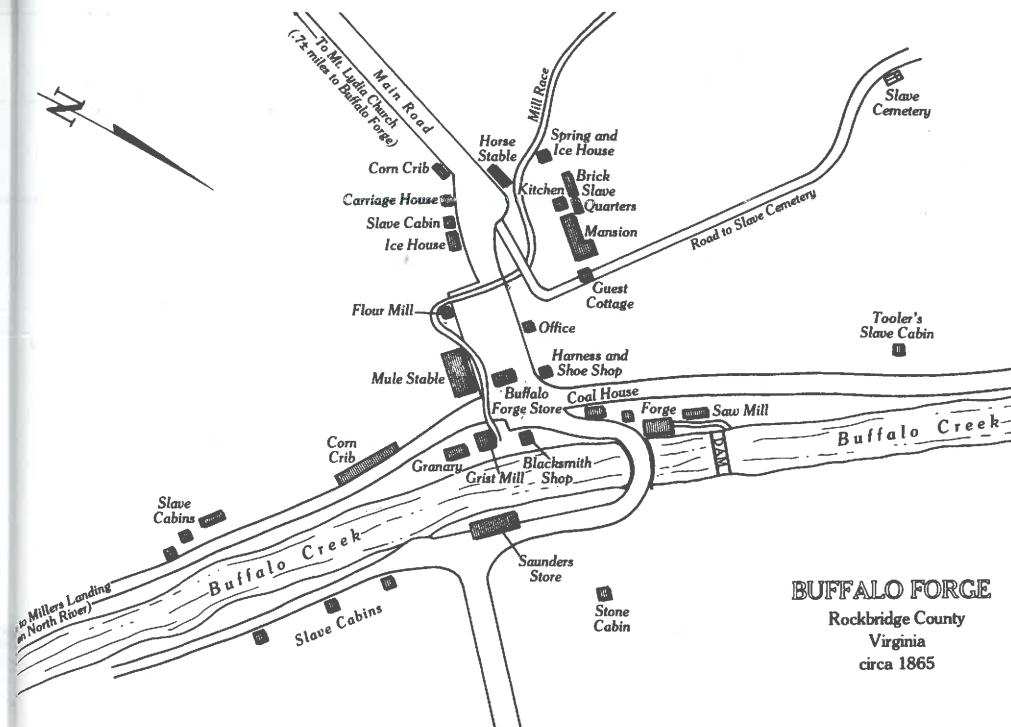 N
To Mt. Lydia Church
(.7± miles to Buffalo Forge)
Main Road
Mill Race
Slave
Cemetery
Horse
Stable
Spring and
Ice House
Corn Crib
Kitchen
Brick
Slave
Quarters
Carriage House
Slave Cabin
Ice House
Mansion
Road to Slave Cemetery
Guest
Cottage
Flour Mill
Office
Tooler's
Slave Cabin
Harness and
Shoe Shop
Mule Stable
Buffalo
Forge Store
Coal House
Forge
Saw Mill
DAM
Buffalo Creek
Corn
Crib
Granary
Grist Mill
Blacksmith
Shop
Slave
Cabins
Buffalo Creek
Saunders
Store
to Millers Landing
on North River)
Slave Cabins
Stone
Cabin
BUFFALO FORGE
Rockbridge County
Virginia
circa 1865